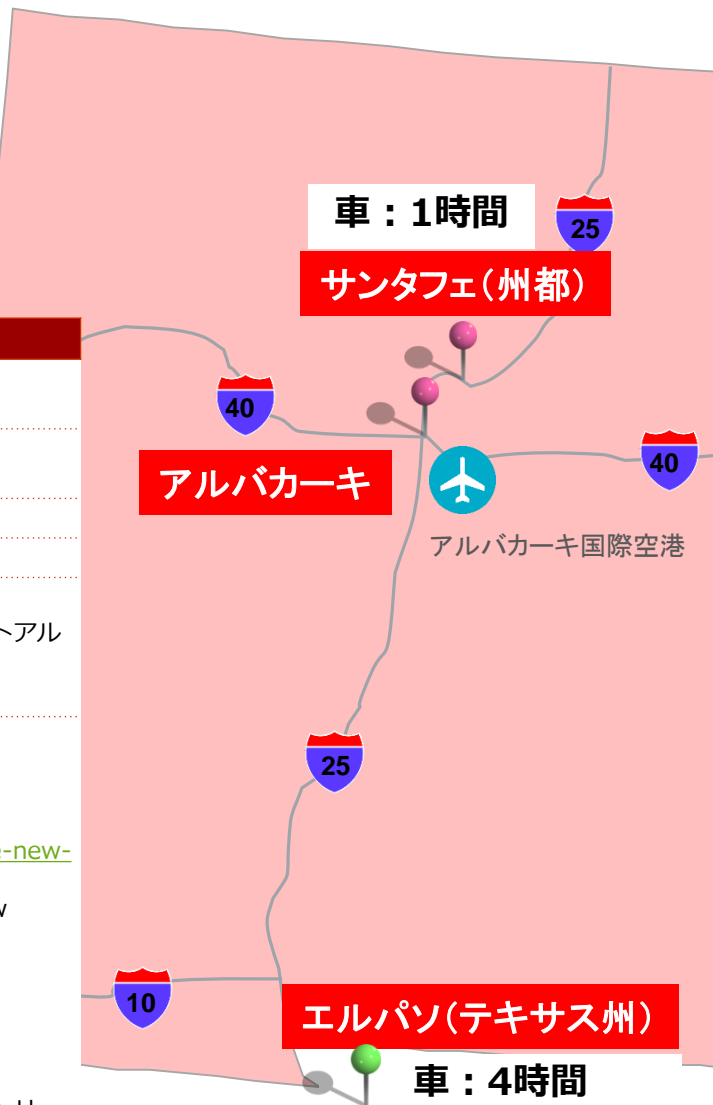 車：1時間
25
サンタフェ（州都）
40
40
アルバカーキ
アルバカーキ国際空港
トアル
25
-new-
10
エルパソ（テキサス州）
車：4時間